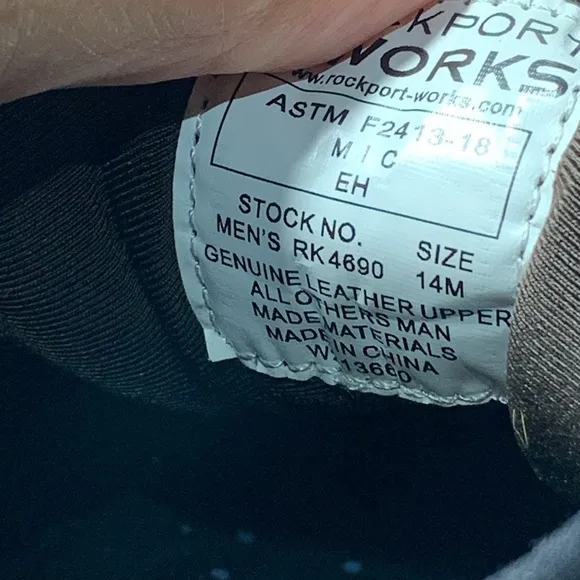 ROCKPORT
WORKS
www.rockport-works.com
ASTM F2413-18
M I C
EH
STOCK NO. SIZE
MEN'S RK4690 14M
GENUINE LEATHER UPPER
ALL OTHERS MAN
MADE MATERIALS
MADE IN CHINA
W-13660